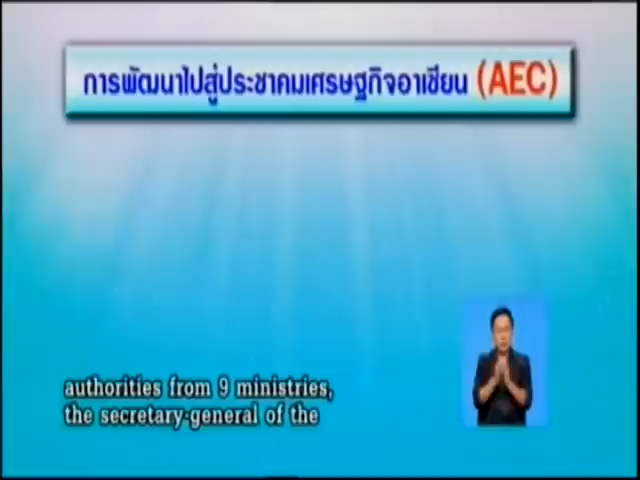 การพัฒนาไปสู่ประชาคมเศรษฐกิจอาเซียน (AEC)
authorities from 9 ministries,
the secretary-general of the